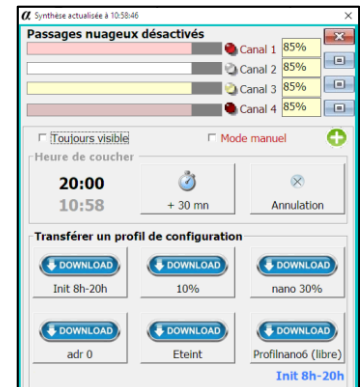 α Synthèse actualisée à 10:58:46
Passages nuageux désactivés
Canal 1 85%
Canal 2 85%
Canal 3 85%
Canal 4 85%
Toujours visible Mode manuel
Heure de coucher
20:00
10:58 + 30 mn Annulation
Transférer un profil de configuration
DOWNLOAD DOWNLOAD DOWNLOAD
Init 8h-20h 10% nano 30%
DOWNLOAD DOWNLOAD DOWNLOAD
adr 0 Eteint Profilnano6 (libre)
Init 8h-20h